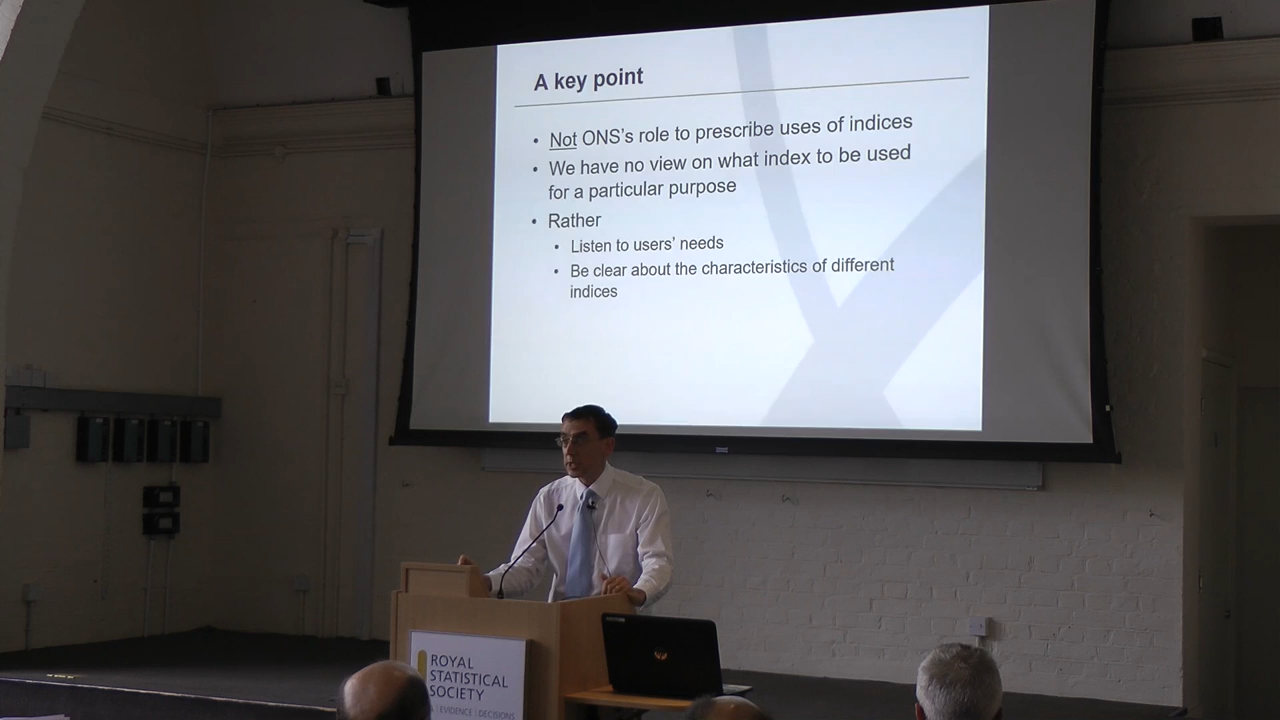 A key point
• Not ONS's role to prescribe uses of indices
• We have no view on what index to be used
for a particular purpose
• Rather
• Listen to users' needs
• Be clear about the characteristics of different
indices
ROYAL
STATISTICAL
SOCIETY
| EVIDENCE | DECISIONS